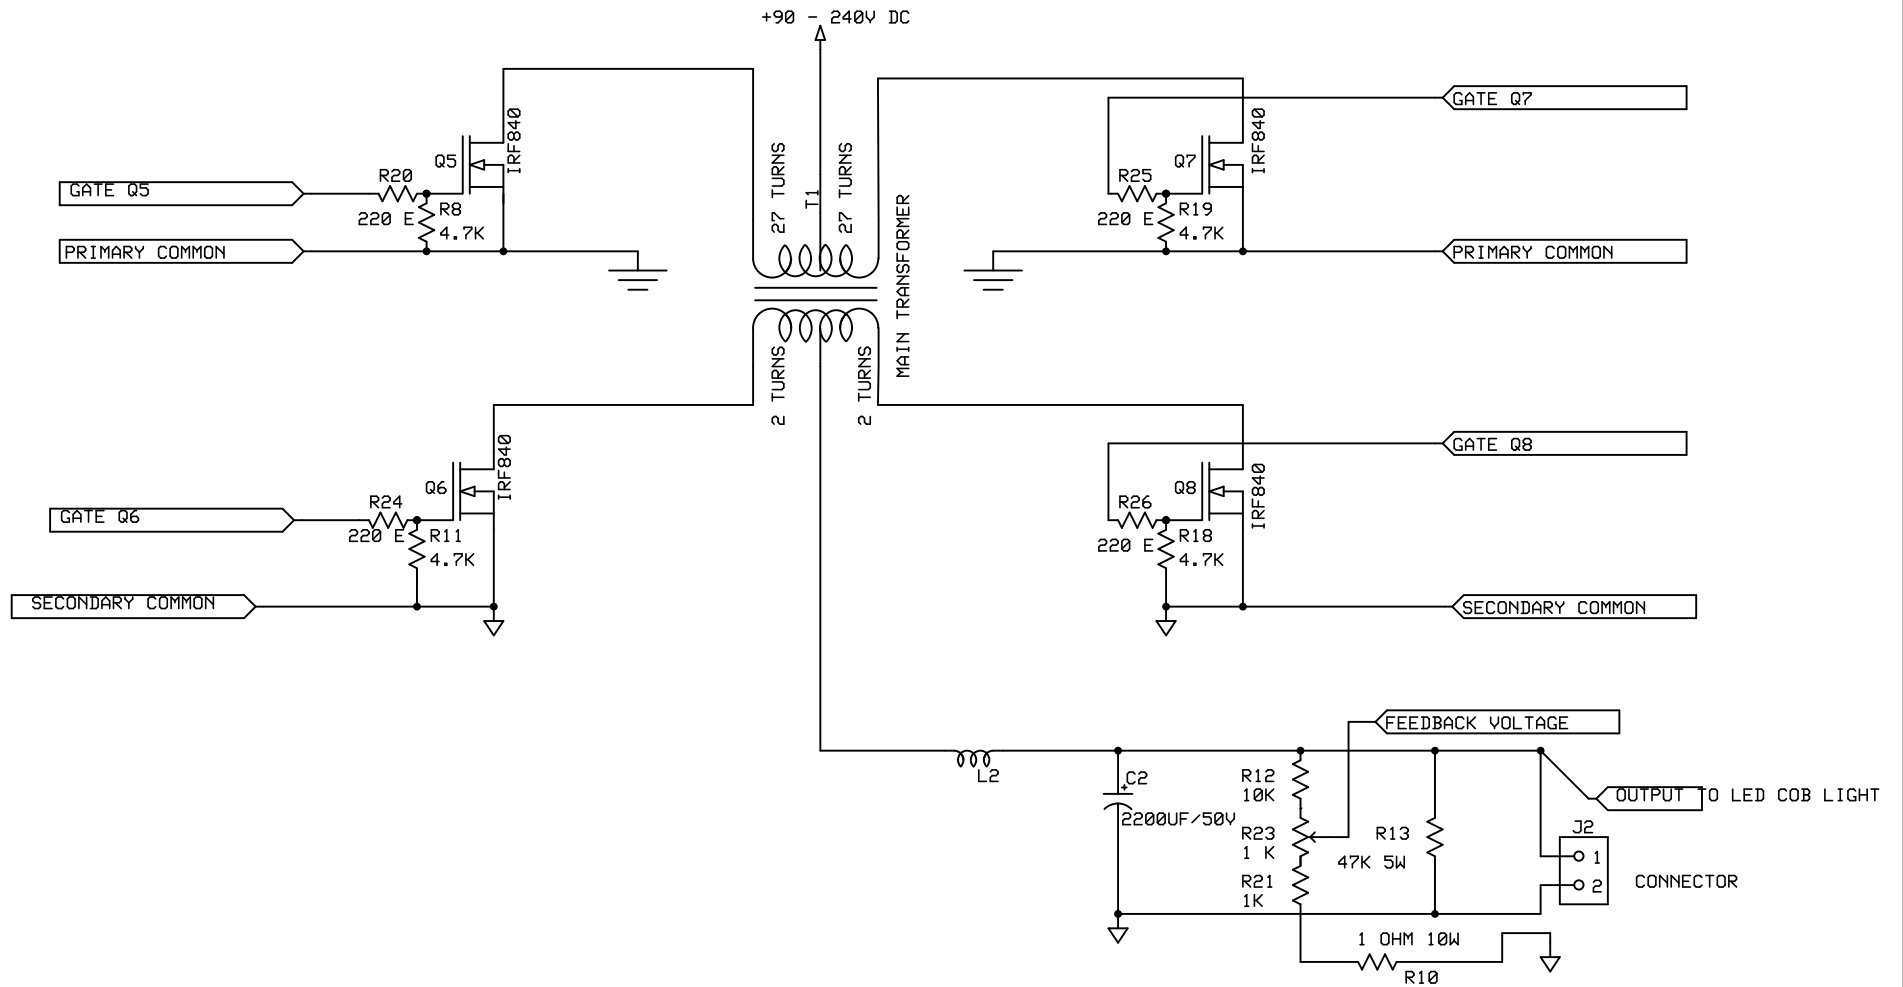 +90 - 240V DC
GATE Q7
IRF840
IRF840
27 TURNS
T1
27 TURNS
Q5
Q7
R20
R25
GATE Q5
220 E
R8
4.7K
220 E
R19
4.7K
PRIMARY COMMON
PRIMARY COMMON
MAIN TRANSFORMER
2 TURNS
2 TURNS
GATE Q8
IRF840
IRF840
Q6
Q8
R24
R26
GATE Q6
220 E
R11
4.7K
220 E
R18
4.7K
SECONDARY COMMON
SECONDARY COMMON
FEEDBACK VOLTAGE
L2
C2
+
2200UF/50V
R12
10K
OUTPUT TO LED COB LIGHT
R23
1 K
R13
47K 5W
J2
1
2
CONNECTOR
R21
1K
1 OHM 10W
R10